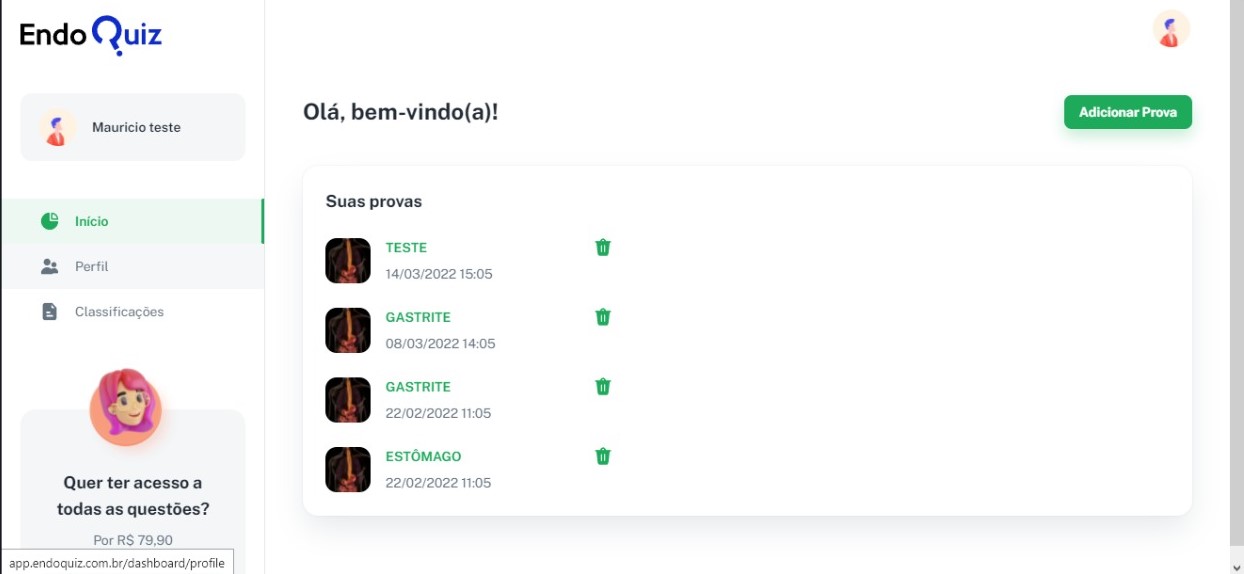 Endo Quiz
Mauricio teste
Início
Perfil
Classificações
Quer ter acesso a
todas as questões?
Por R$ 79,90
app.endoquiz.com.br/dashboard/profile
Olá, bem-vindo(a)!
Adicionar Prova
Suas provas
TESTE
14/03/2022 15:05
GASTRITE
08/03/2022 14:05
GASTRITE
22/02/2022 11:05
ESTÔMAGO
22/02/2022 11:05